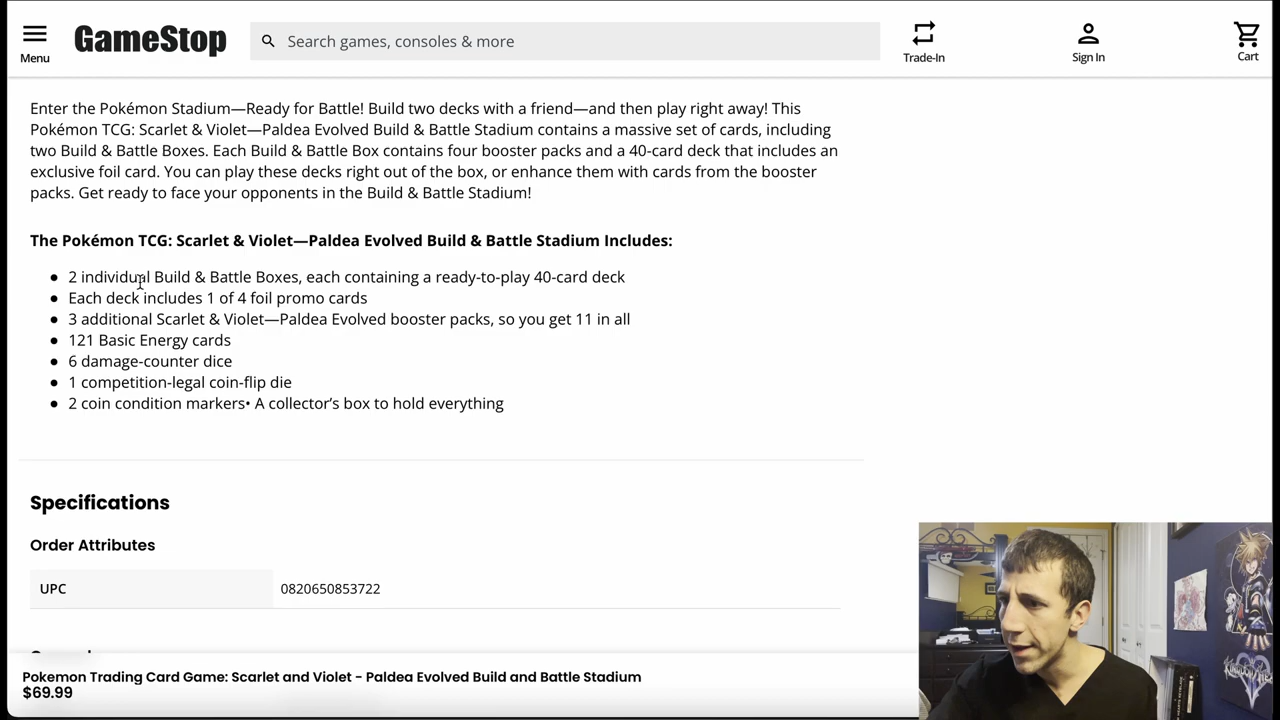 Menu
GameStop
Search games, consoles & more
Trade-In
Sign In
Cart
Enter the Pokémon Stadium—Ready for Battle! Build two decks with a friend—and then play right away! This
Pokémon TCG: Scarlet & Violet—Paldea Evolved Build & Battle Stadium contains a massive set of cards, including
two Build & Battle Boxes. Each Build & Battle Box contains four booster packs and a 40-card deck that includes an
exclusive foil card. You can play these decks right out of the box, or enhance them with cards from the booster
packs. Get ready to face your opponents in the Build & Battle Stadium!
The Pokémon TCG: Scarlet & Violet—Paldea Evolved Build & Battle Stadium Includes:
• 2 individual Build & Battle Boxes, each containing a ready-to-play 40-card deck
• Each deck includes 1 of 4 foil promo cards
• 3 additional Scarlet & Violet—Paldea Evolved booster packs, so you get 11 in all
• 121 Basic Energy cards
• 6 damage-counter dice
• 1 competition-legal coin-flip die
• 2 coin condition markers• A collector’s box to hold everything
Specifications
Order Attributes
UPC 0820650853722
Pokemon Trading Card Game: Scarlet and Violet - Paldea Evolved Build and Battle Stadium
$69.99
KINGDOM